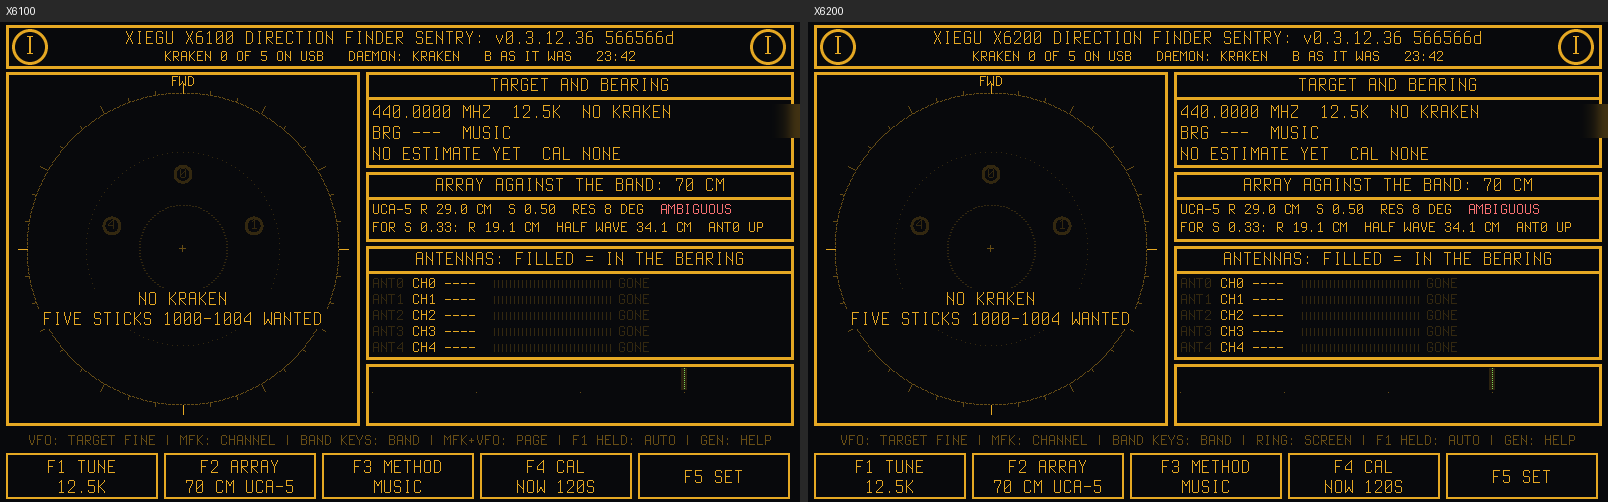 X6100
I XIEGU X6100 DIRECTION FINDER SENTRY: v0.3.12.36 566566d I
KRAKEN 0 OF 5 ON USB DAEMON: KRAKEN B AS IT WAS 23:42
FWD
0
4 1
+
NO KRAKEN
FIVE STICKS 1000-1004 WANTED
TARGET AND BEARING
440.0000 MHZ 12.5K NO KRAKEN
BRG --- MUSIC
NO ESTIMATE YET CAL NONE
ARRAY AGAINST THE BAND: 70 CM
UCA-5 R 29.0 CM S 0.50 RES 8 DEG AMBIGUOUS
FOR S 0.33: R 19.1 CM HALF WAVE 34.1 CM ANT0 UP
ANTENNAS: FILLED = IN THE BEARING
ANT0 CH0 ---- GONE
ANT1 CH1 ---- GONE
ANT2 CH2 ---- GONE
ANT3 CH3 ---- GONE
ANT4 CH4 ---- GONE
VFO: TARGET FINE | MFK: CHANNEL | BAND KEYS: BAND | MFK+VFO: PAGE | F1 HELD: AUTO | GEN: HELP
F1 TUNE
12.5K
F2 ARRAY
70 CM UCA-5
F3 METHOD
MUSIC
F4 CAL
NOW 120S
F5 SET
X6200
I XIEGU X6200 DIRECTION FINDER SENTRY: v0.3.12.36 566566d I
KRAKEN 0 OF 5 ON USB DAEMON: KRAKEN B AS IT WAS 23:42
FWD
0
4 1
+
NO KRAKEN
FIVE STICKS 1000-1004 WANTED
TARGET AND BEARING
440.0000 MHZ 12.5K NO KRAKEN
BRG --- MUSIC
NO ESTIMATE YET CAL NONE
ARRAY AGAINST THE BAND: 70 CM
UCA-5 R 29.0 CM S 0.50 RES 8 DEG AMBIGUOUS
FOR S 0.33: R 19.1 CM HALF WAVE 34.1 CM ANT0 UP
ANTENNAS: FILLED = IN THE BEARING
ANT0 CH0 ---- GONE
ANT1 CH1 ---- GONE
ANT2 CH2 ---- GONE
ANT3 CH3 ---- GONE
ANT4 CH4 ---- GONE
VFO: TARGET FINE | MFK: CHANNEL | BAND KEYS: BAND | RING: SCREEN | F1 HELD: AUTO | GEN: HELP
F1 TUNE
12.5K
F2 ARRAY
70 CM UCA-5
F3 METHOD
MUSIC
F4 CAL
NOW 120S
F5 SET